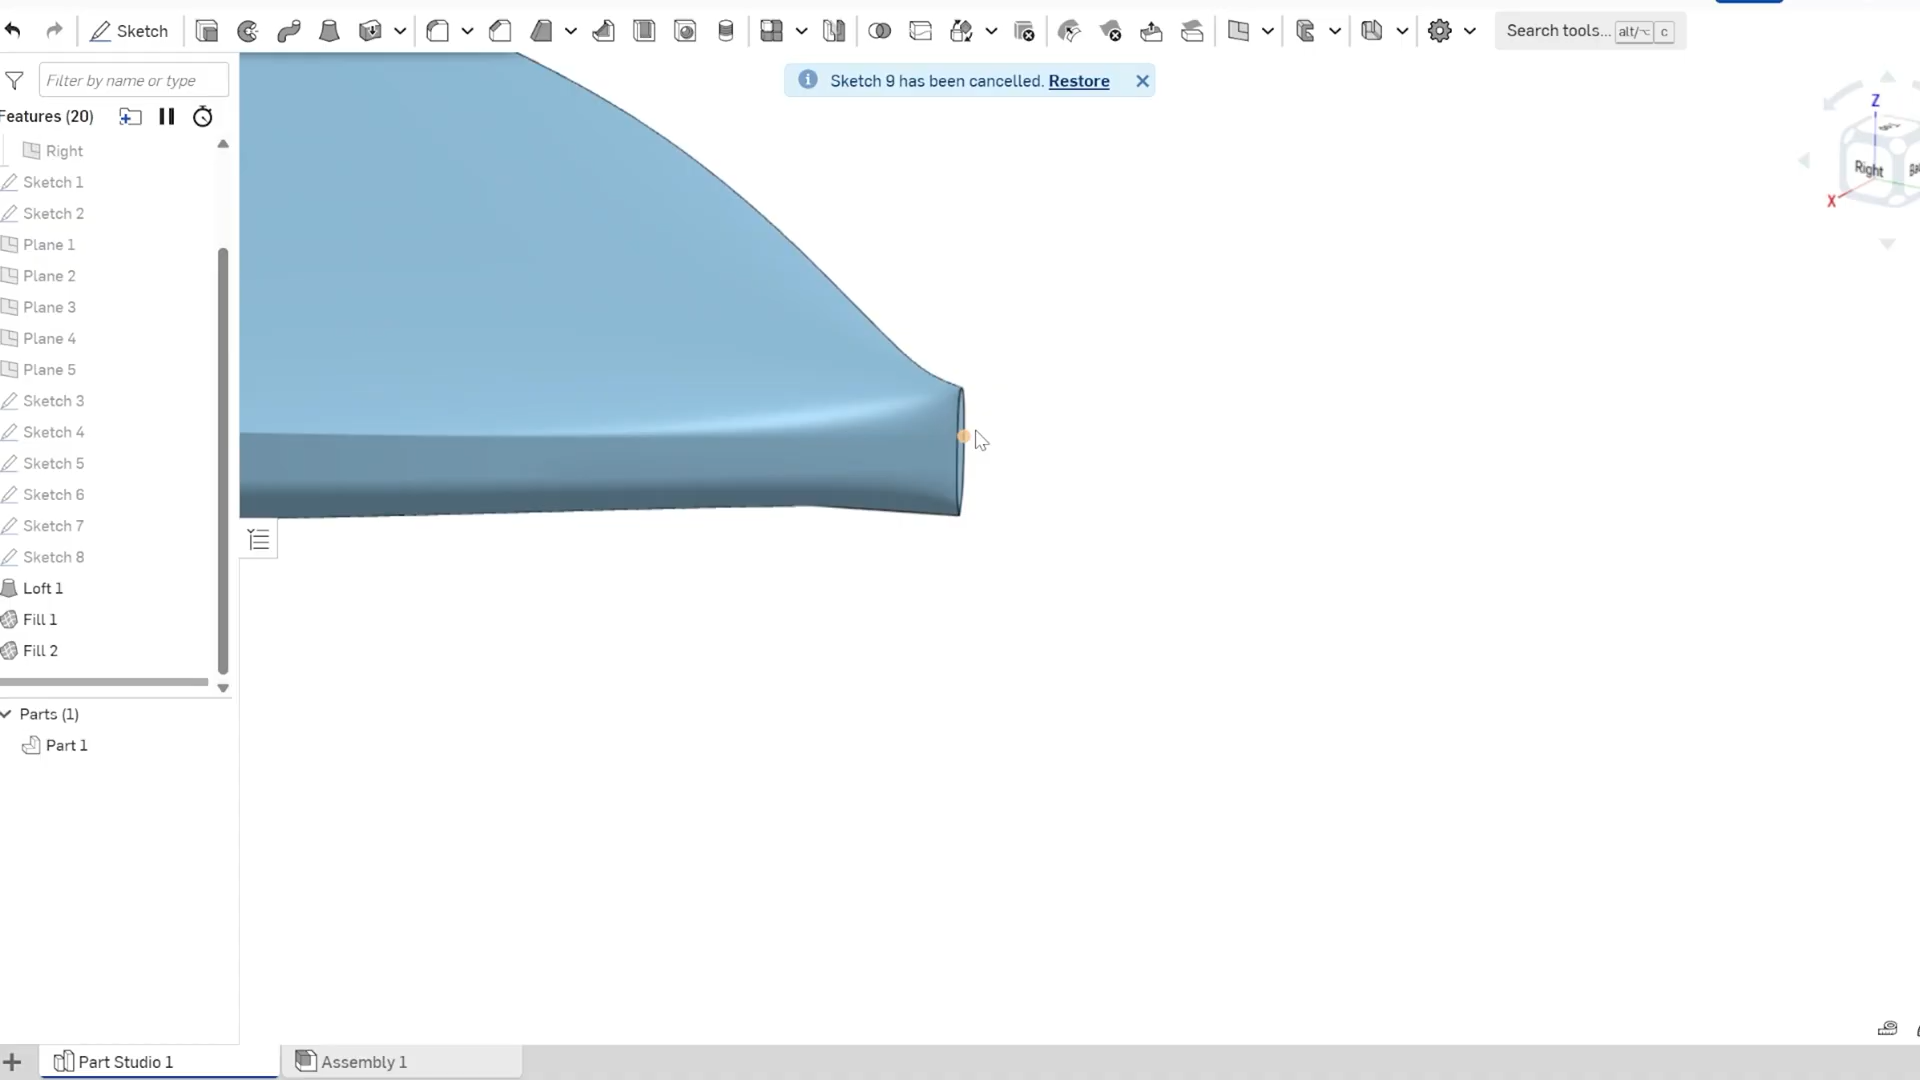 Sketch
Search tools... alt/⌥ c
Filter by name or type
Sketch 9 has been cancelled. Restore
Features (20)
Right
Sketch 1
Sketch 2
Plane 1
Plane 2
Plane 3
Plane 4
Plane 5
Sketch 3
Sketch 4
Sketch 5
Sketch 6
Sketch 7
Sketch 8
Loft 1
Fill 1
Fill 2
Parts (1)
Part 1
Z
Right
X
Part Studio 1
Assembly 1